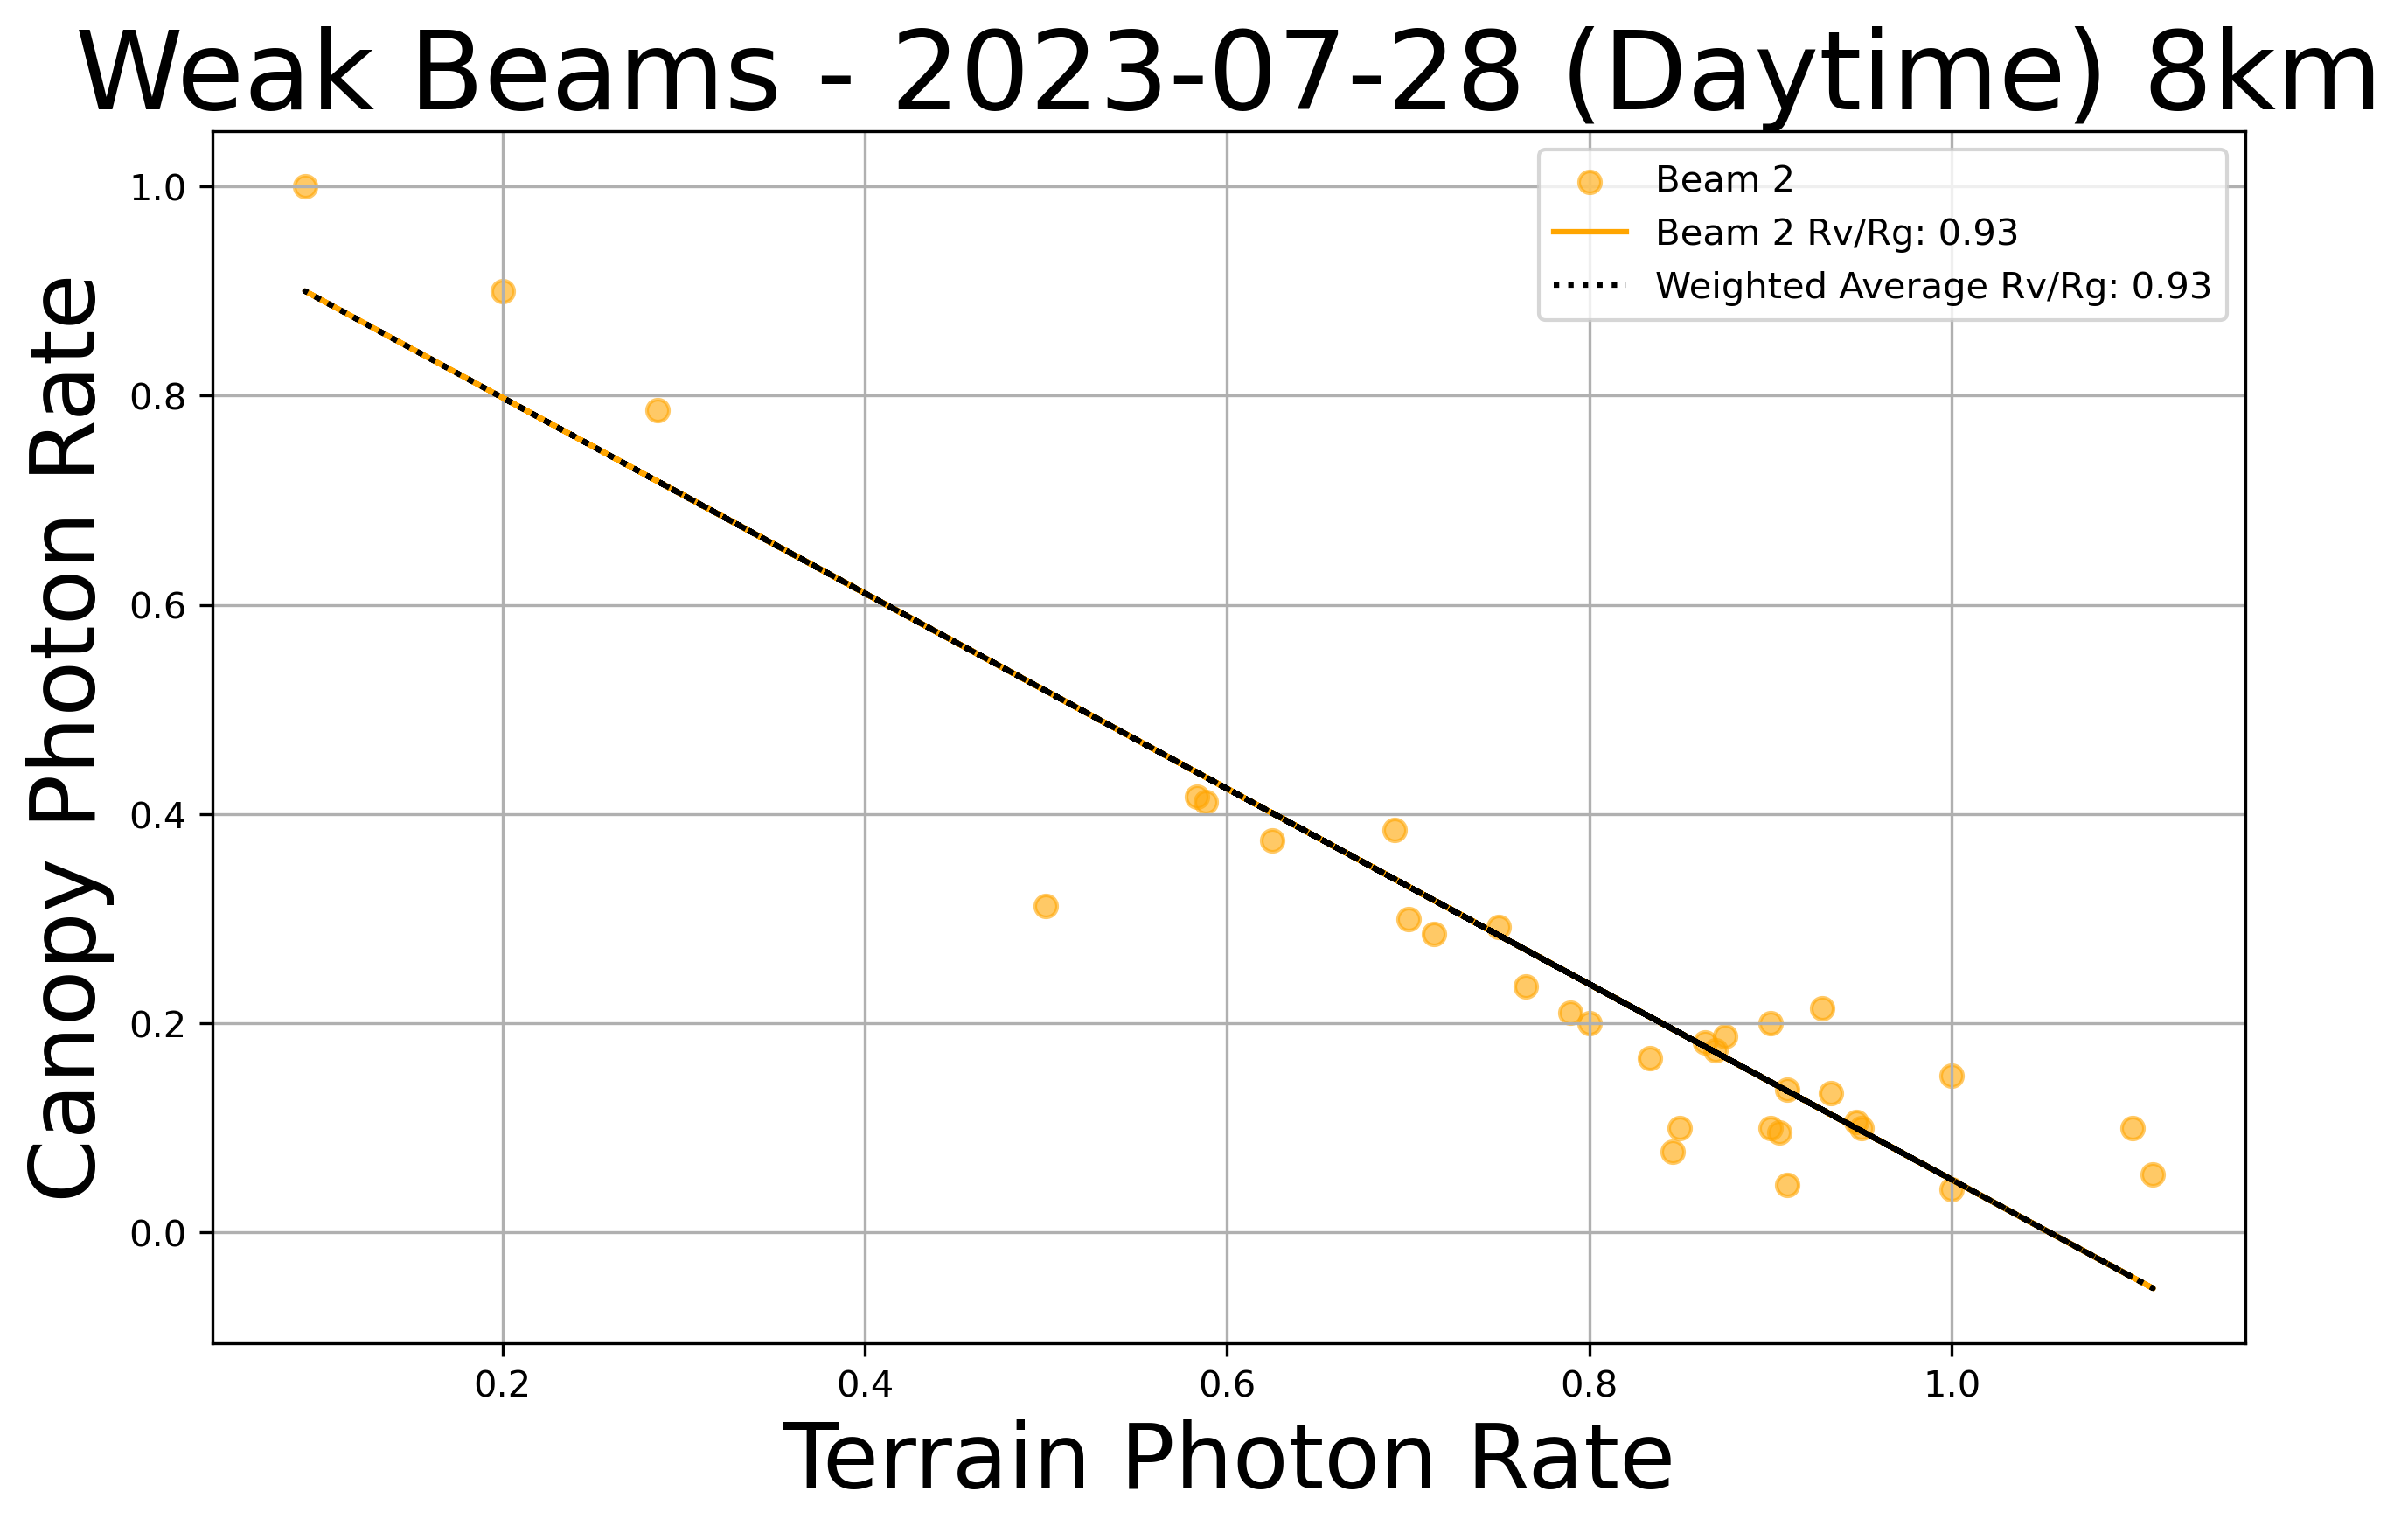 Weak Beams - 2023-07-28 (Daytime) 8km
Beam 2
Beam 2 Rv/Rg: 0.93
Weighted Average Rv/Rg: 0.93
Canopy Photon Rate
1.0
0.8
0.6
0.4
0.2
0.0
0.2 0.4 0.6 0.8 1.0
Terrain Photon Rate